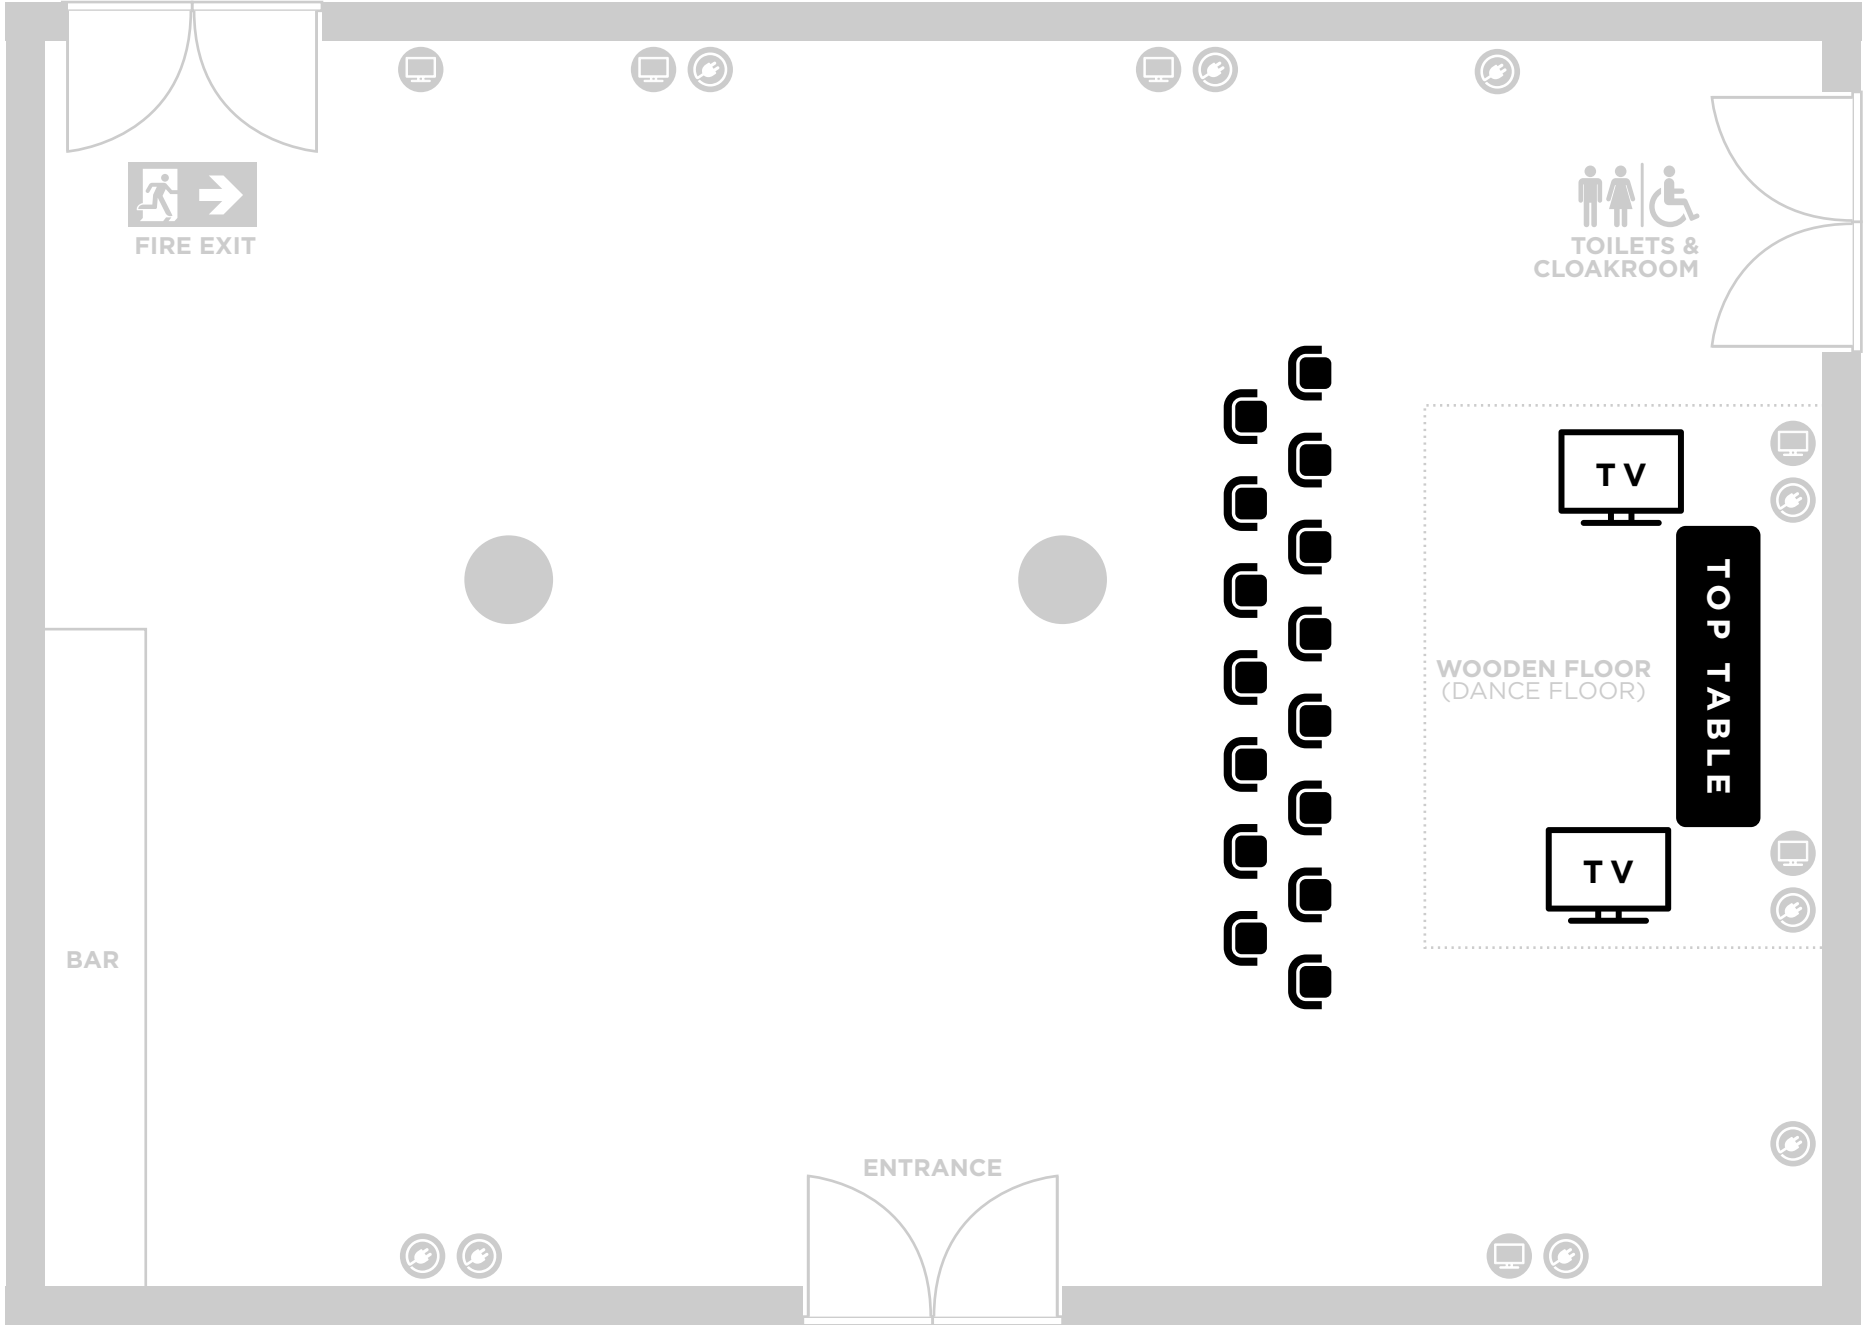 FIRE EXIT
TOILETS &
CLOAKROOM
TV
TOP TABLE
WOODEN FLOOR
(DANCE FLOOR)
TV
BAR
ENTRANCE